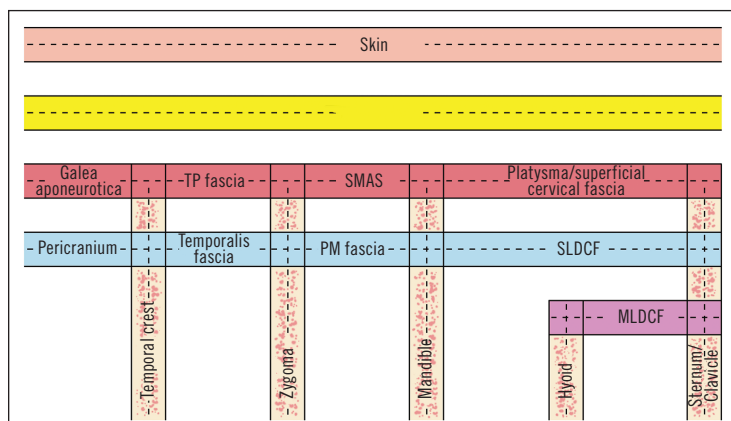 Skin
Galea
aponeurotica
TP fascia
SMAS
Platysma/superficial
cervical fascia
Pericranium
Temporalis
fascia
PM fascia
SLDCF
MLDCF
Temporal crest
Zygoma
Mandible
Hyoid
Sternum/
Clavicle